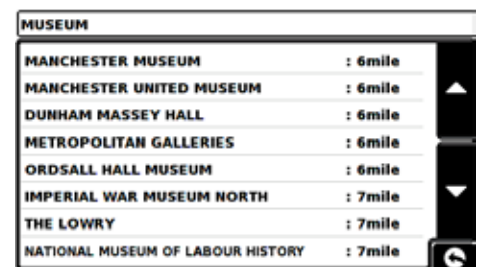 MUSEUM
MANCHESTER MUSEUM : 6mile
MANCHESTER UNITED MUSEUM : 6mile
DUNHAM MASSEY HALL : 6mile
METROPOLITAN GALLERIES : 6mile
ORDSALL HALL MUSEUM : 6mile
IMPERIAL WAR MUSEUM NORTH : 7mile
THE LOWRY : 7mile
NATIONAL MUSEUM OF LABOUR HISTORY : 7mile